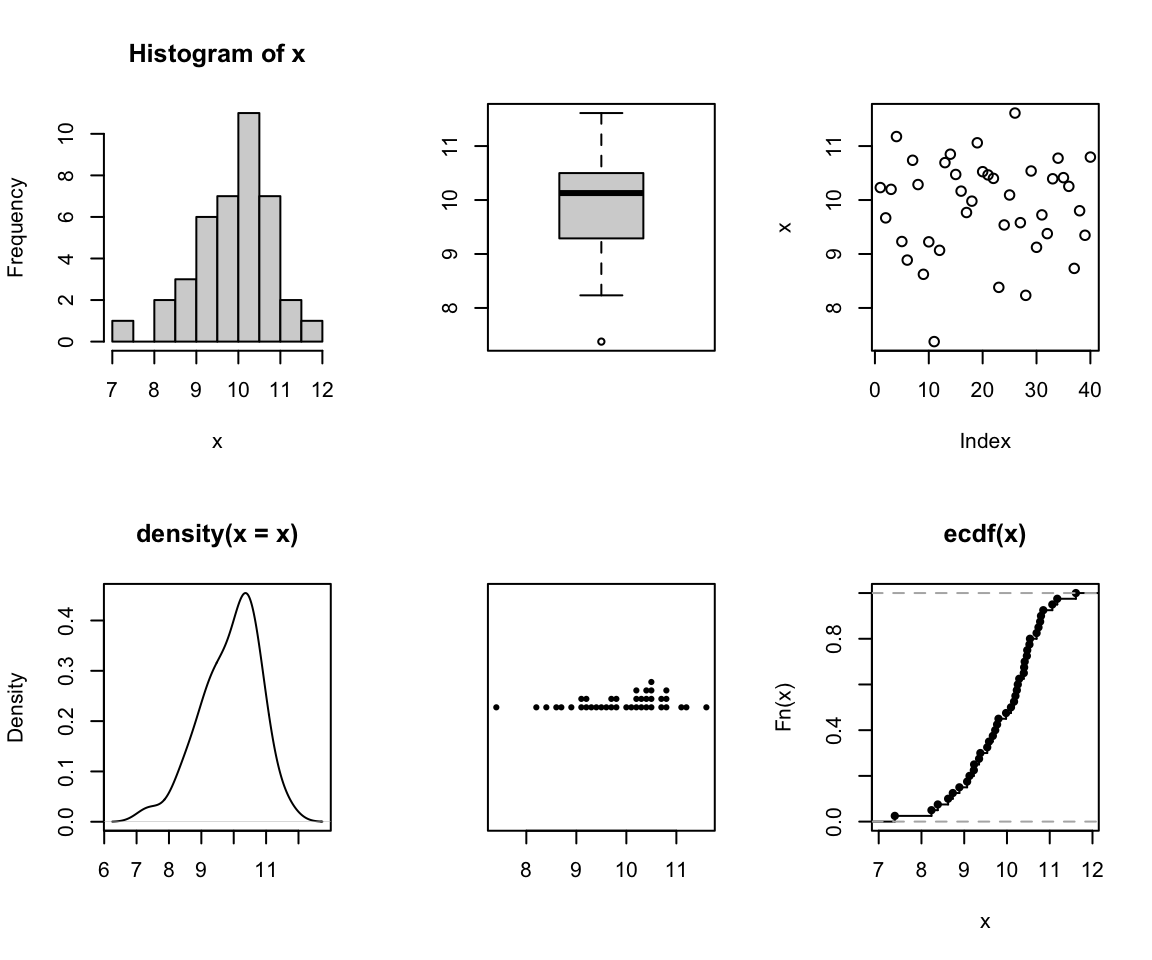 Histogram of x
Frequency
0 2 4 6 8 10
7 8 9 10 11 12
x
8 9 10 11
x
8 9 10 11
0 10 20 30 40
Index
density(x = x)
Density
0.0 0.1 0.2 0.3 0.4
6 7 8 9 11
8 9 10 11
ecdf(x)
Fn(x)
0.0 0.4 0.8
7 8 9 10 11 12
x